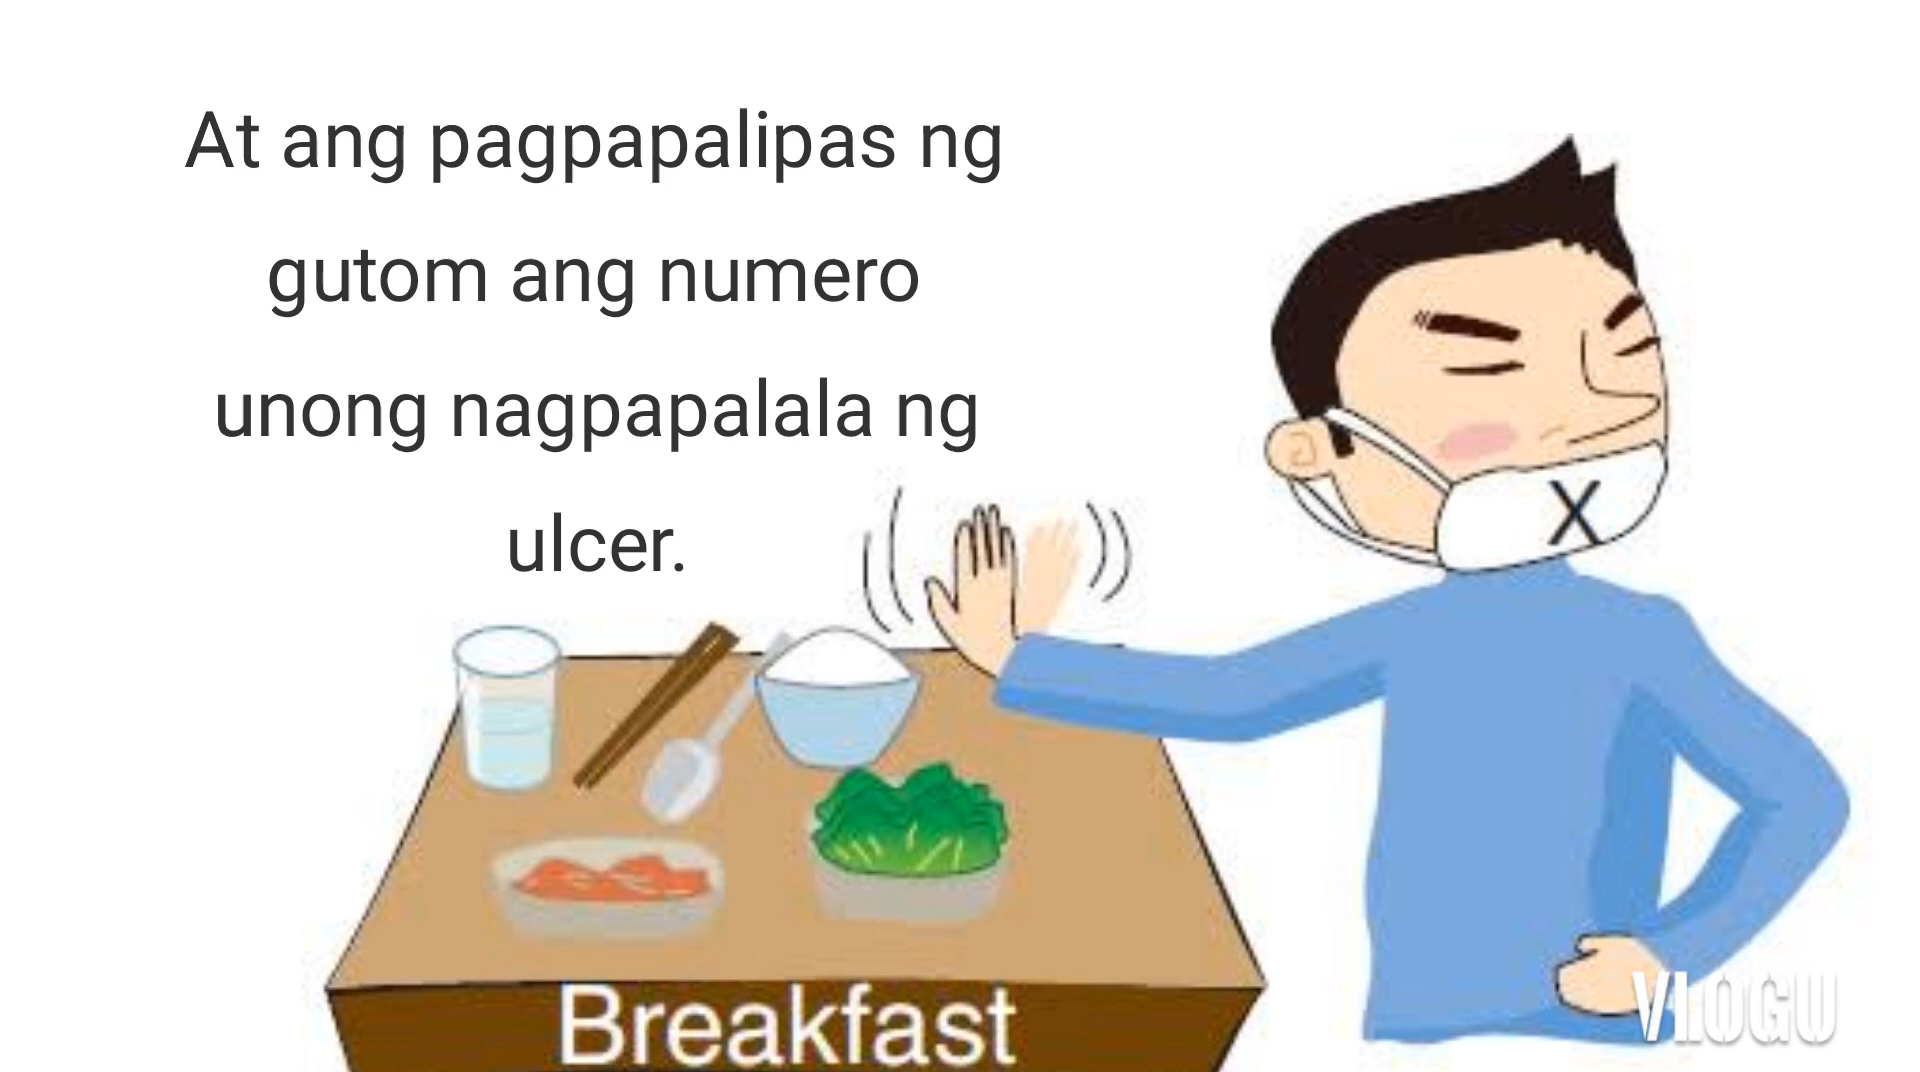 At ang pagpapalipas ng
gutom ang numero
unong nagpapalala ng
ulcer.
X
Breakfast
VLOGU